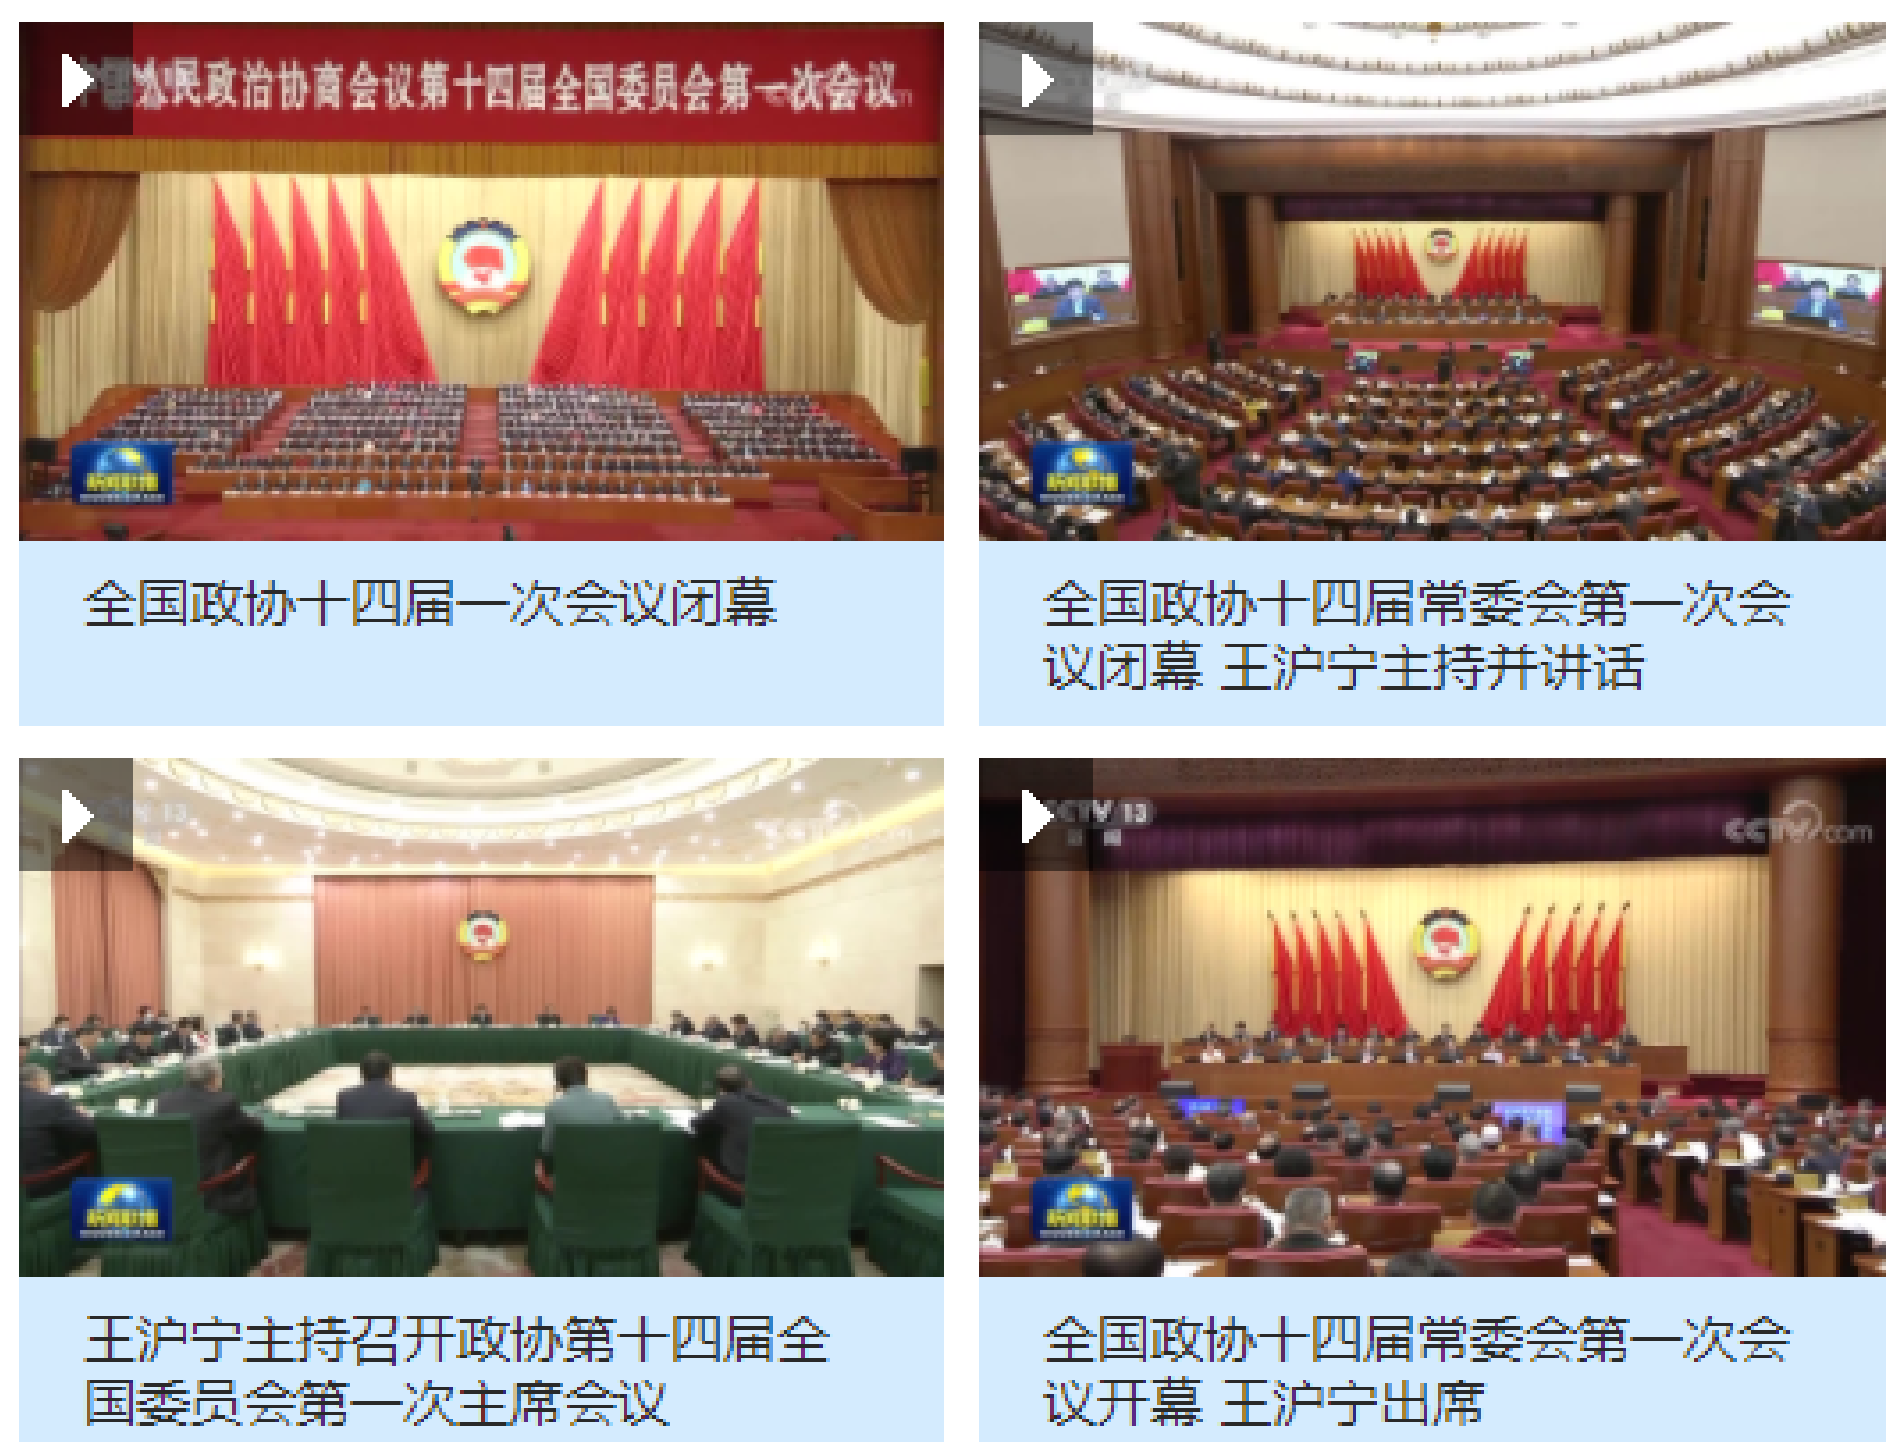 人民政治协商会议第十四届全国委员会第一次会议
全国政协十四届一次会议闭幕
全国政协十四届常委会第一次会
议闭幕 王沪宁主持并讲话
CCTV 13
CCTV.com
王沪宁主持召开政协第十四届全
国委员会第一次主席会议
全国政协十四届常委会第一次会
议开幕 王沪宁出席